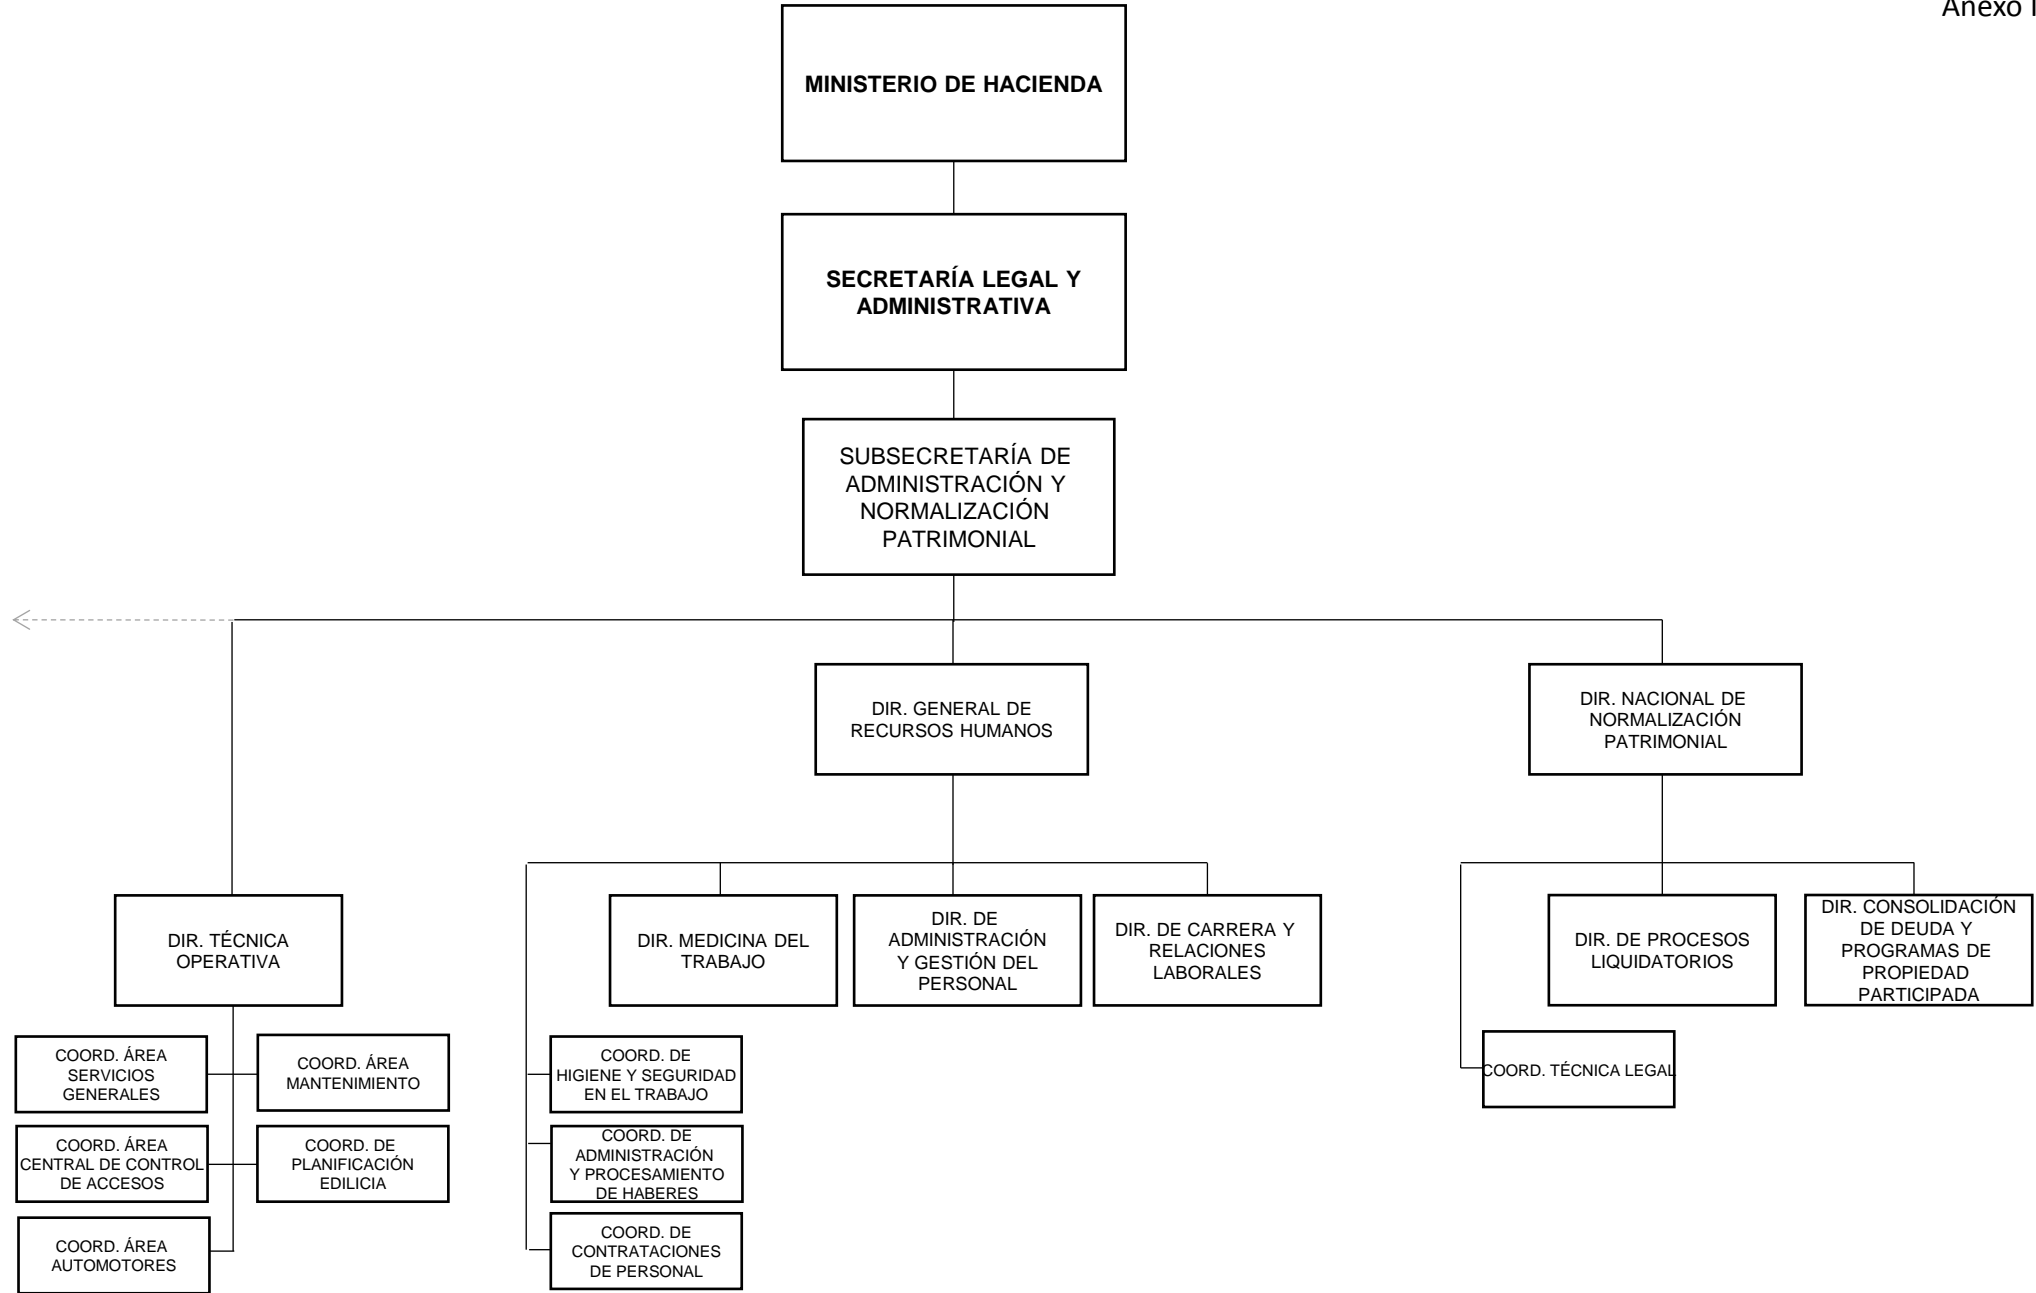 Anexo I
MINISTERIO DE HACIENDA
SECRETARÍA LEGAL Y
ADMINISTRATIVA
SUBSECRETARÍA DE
ADMINISTRACIÓN Y
NORMALIZACIÓN
PATRIMONIAL
DIR. GENERAL DE
RECURSOS HUMANOS
DIR. NACIONAL DE
NORMALIZACIÓN
PATRIMONIAL
DIR. TÉCNICA
OPERATIVA
DIR. MEDICINA DEL
TRABAJO
DIR. DE
ADMINISTRACIÓN
Y GESTIÓN DEL
PERSONAL
DIR. DE CARRERA Y
RELACIONES
LABORALES
DIR. DE PROCESOS
LIQUIDATORIOS
DIR. CONSOLIDACIÓN
DE DEUDA Y
PROGRAMAS DE
PROPIEDAD
PARTICIPADA
COORD. ÁREA
SERVICIOS
GENERALES
COORD. ÁREA
MANTENIMIENTO
COORD. DE
HIGIENE Y SEGURIDAD
EN EL TRABAJO
COORD. TÉCNICA LEGAL
COORD. ÁREA
CENTRAL DE CONTROL
DE ACCESOS
COORD. DE
PLANIFICACIÓN
EDILICIA
COORD. DE
ADMINISTRACIÓN
Y PROCESAMIENTO
DE HABERES
COORD. ÁREA
AUTOMOTORES
COORD. DE
CONTRATACIONES
DE PERSONAL